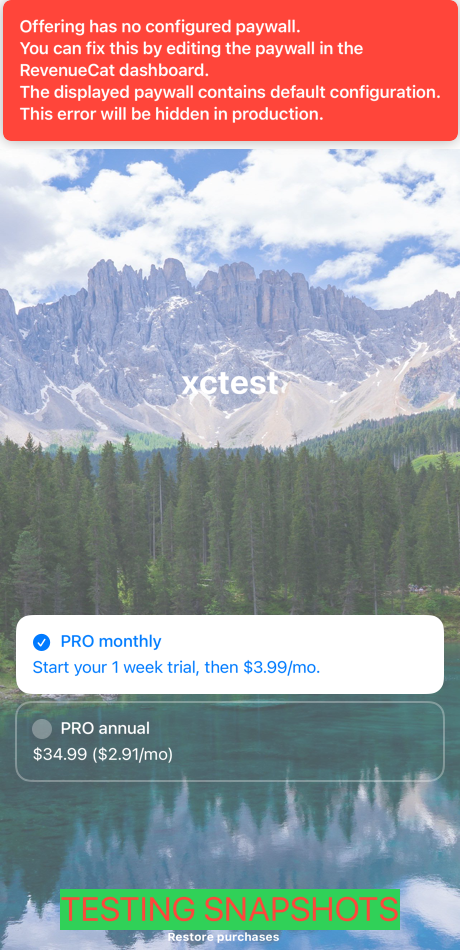 Offering has no configured paywall.
You can fix this by editing the paywall in the
RevenueCat dashboard.
The displayed paywall contains default configuration.
This error will be hidden in production.
xctest
PRO monthly
Start your 1 week trial, then $3.99/mo.
PRO annual
$34.99 ($2.91/mo)
TESTING SNAPSHOTS
Restore purchases